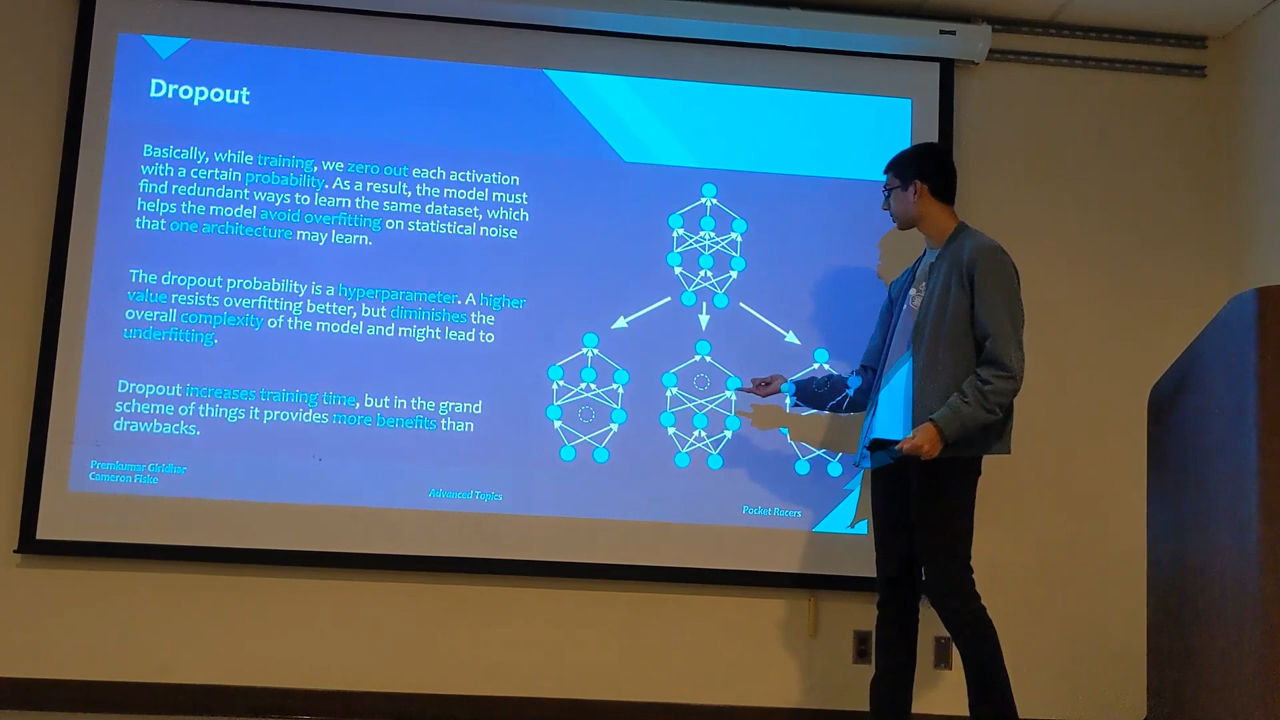 Dropout
Basically, while training, we zero out each activation
with a certain probability. As a result, the model must
find redundant ways to learn the same dataset, which
helps the model avoid overfitting on statistical noise
that one architecture may learn.
The dropout probability is a hyperparameter. A higher
value resists overfitting better, but diminishes the
overall complexity of the model and might lead to
underfitting.
Dropout increases training time, but in the grand
scheme of things it provides more benefits than
drawbacks.
Premkumar Giridhar
Cameron Fiske
Advanced Topics
Pocket Racers